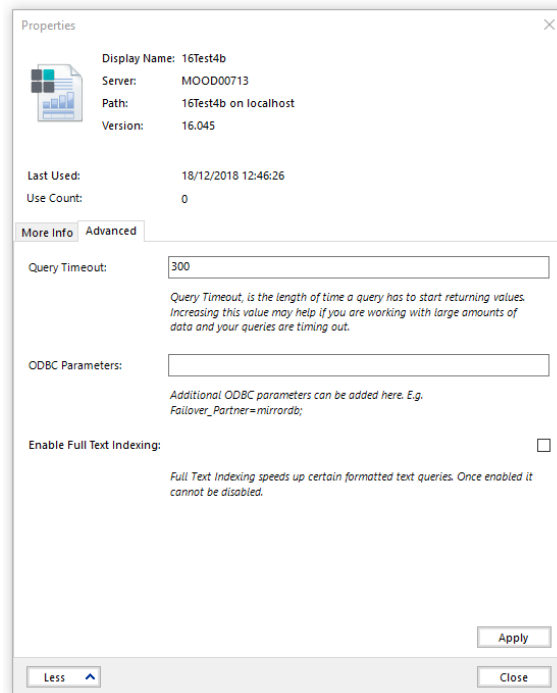 Properties
Display Name: 16Test4b
Server: MOOD00713
Path: 16Test4b on localhost
Version: 16.045
Last Used: 18/12/2018 12:46:26
Use Count: 0
More Info Advanced
Query Timeout: 300
Query Timeout, is the length of time a query has to start returning values.
Increasing this value may help if you are working with large amounts of
data and your queries are timing out.
ODBC Parameters:
Additional ODBC parameters can be added here. E.g.
Failover_Partner=mirrordb;
Enable Full Text Indexing:
Full Text Indexing speeds up certain formatted text queries. Once enabled it
cannot be disabled.
Apply
Less Close